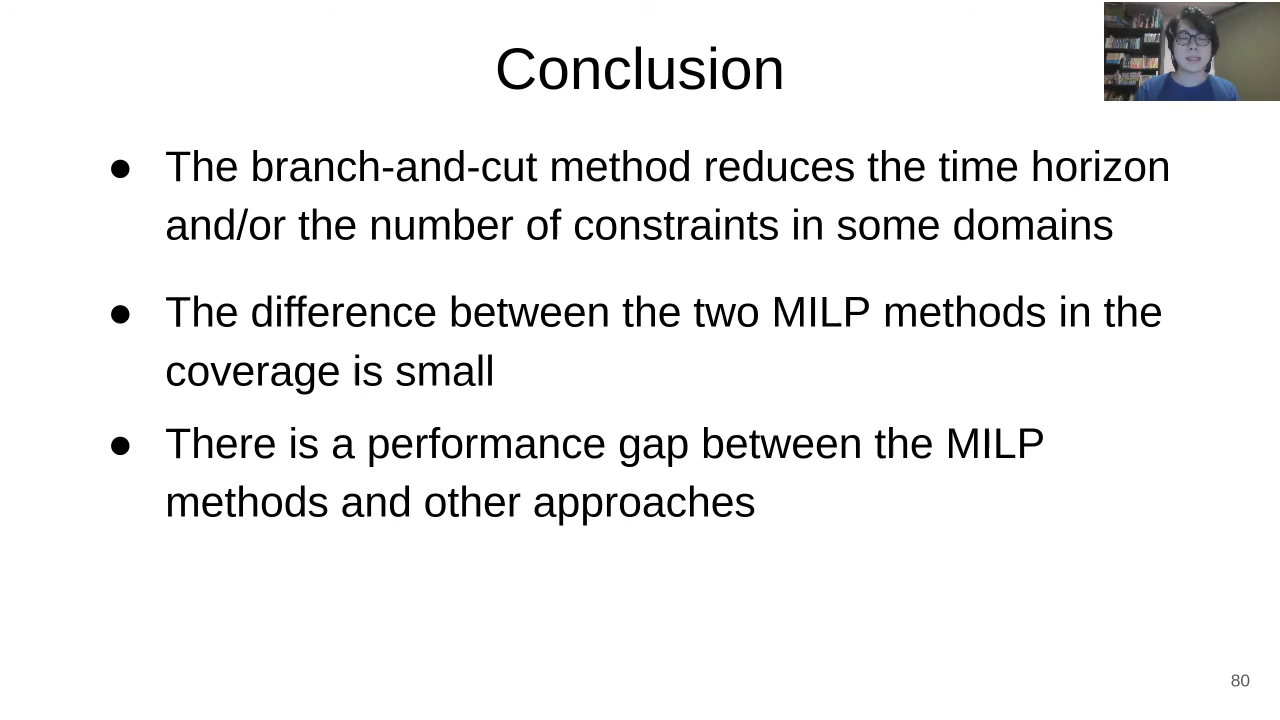 Conclusion
● The branch-and-cut method reduces the time horizon
and/or the number of constraints in some domains
● The difference between the two MILP methods in the
coverage is small
● There is a performance gap between the MILP
methods and other approaches
80